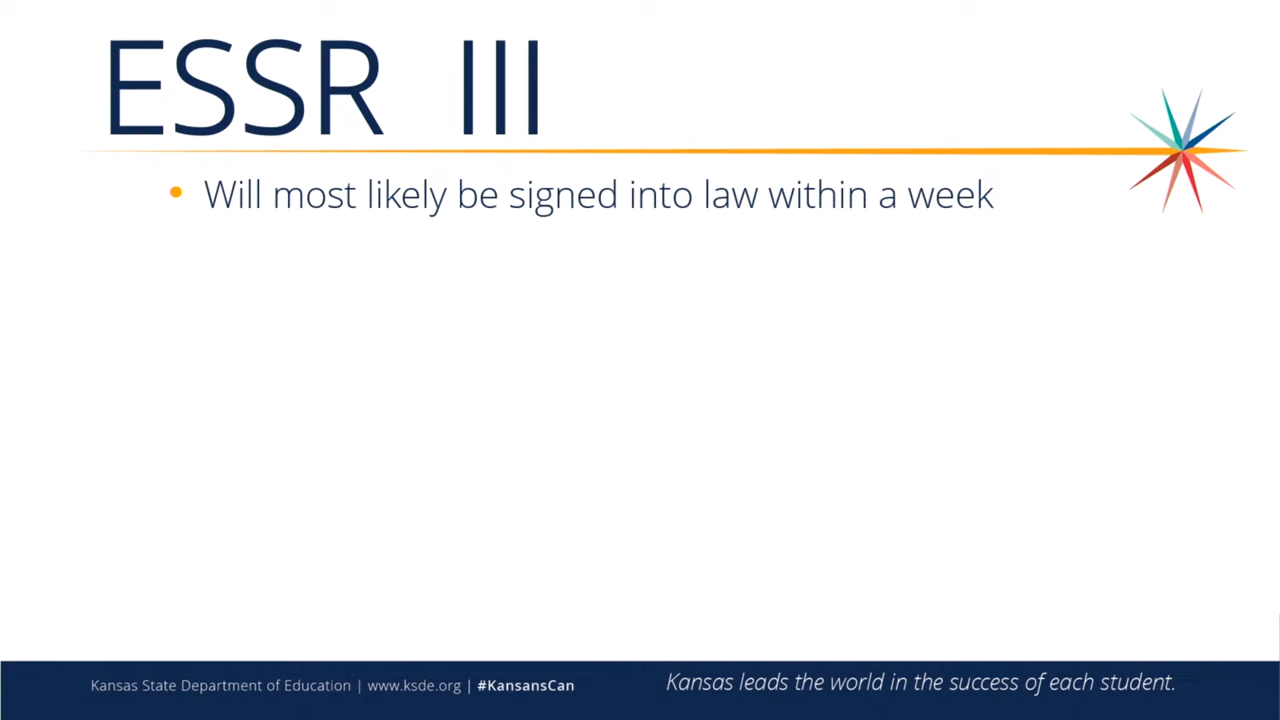 ESSR III
• Will most likely be signed into law within a week
Kansas State Department of Education | www.ksde.org | #KansansCan
Kansas leads the world in the success of each student.